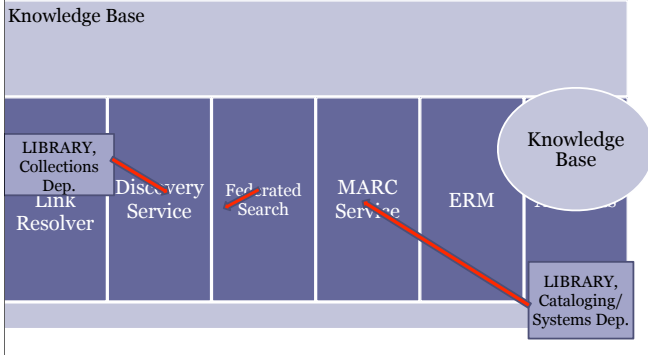 Knowledge Base
LIBRARY,
Collections
Dep.
Link
Resolver
Discovery
Service
Federated
Search
MARC
Service
ERM
Knowledge
Base
LIBRARY,
Cataloging/
Systems Dep.